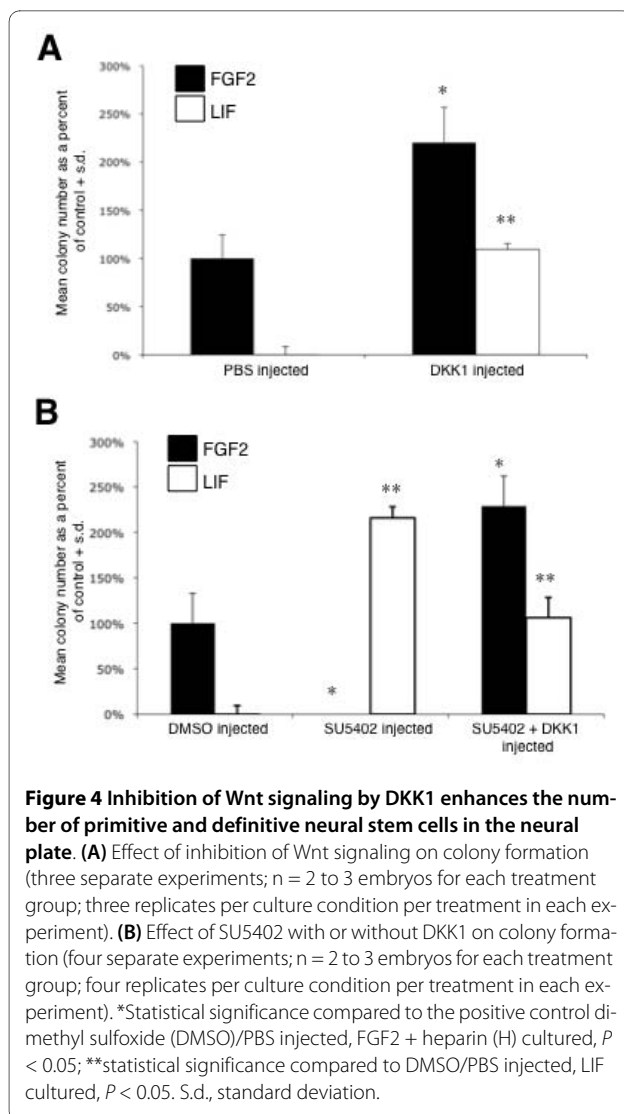 A
Mean colony number as a percent
of control + s.d.
300%
250%
200%
150%
100%
50%
0%
FGF2
LIF
*
**
PBS injected
DKK1 injected
B
Mean colony number as a percent
of control + s.d.
300%
250%
200%
150%
100%
50%
0%
FGF2
LIF
*
**
*
**
DMSO injected
SU5402 injected
SU5402 + DKK1
injected
Figure 4 Inhibition of Wnt signaling by DKK1 enhances the num-
ber of primitive and definitive neural stem cells in the neural
plate. (A) Effect of inhibition of Wnt signaling on colony formation
(three separate experiments; n = 2 to 3 embryos for each treatment
group; three replicates per culture condition per treatment in each ex-
periment). (B) Effect of SU5402 with or without DKK1 on colony forma-
tion (four separate experiments; n = 2 to 3 embryos for each treatment
group; four replicates per culture condition per treatment in each ex-
periment). *Statistical significance compared to the positive control di-
methyl sulfoxide (DMSO)/PBS injected, FGF2 + heparin (H) cultured, P
< 0.05; **statistical significance compared to DMSO/PBS injected, LIF
cultured, P < 0.05. S.d., standard deviation.